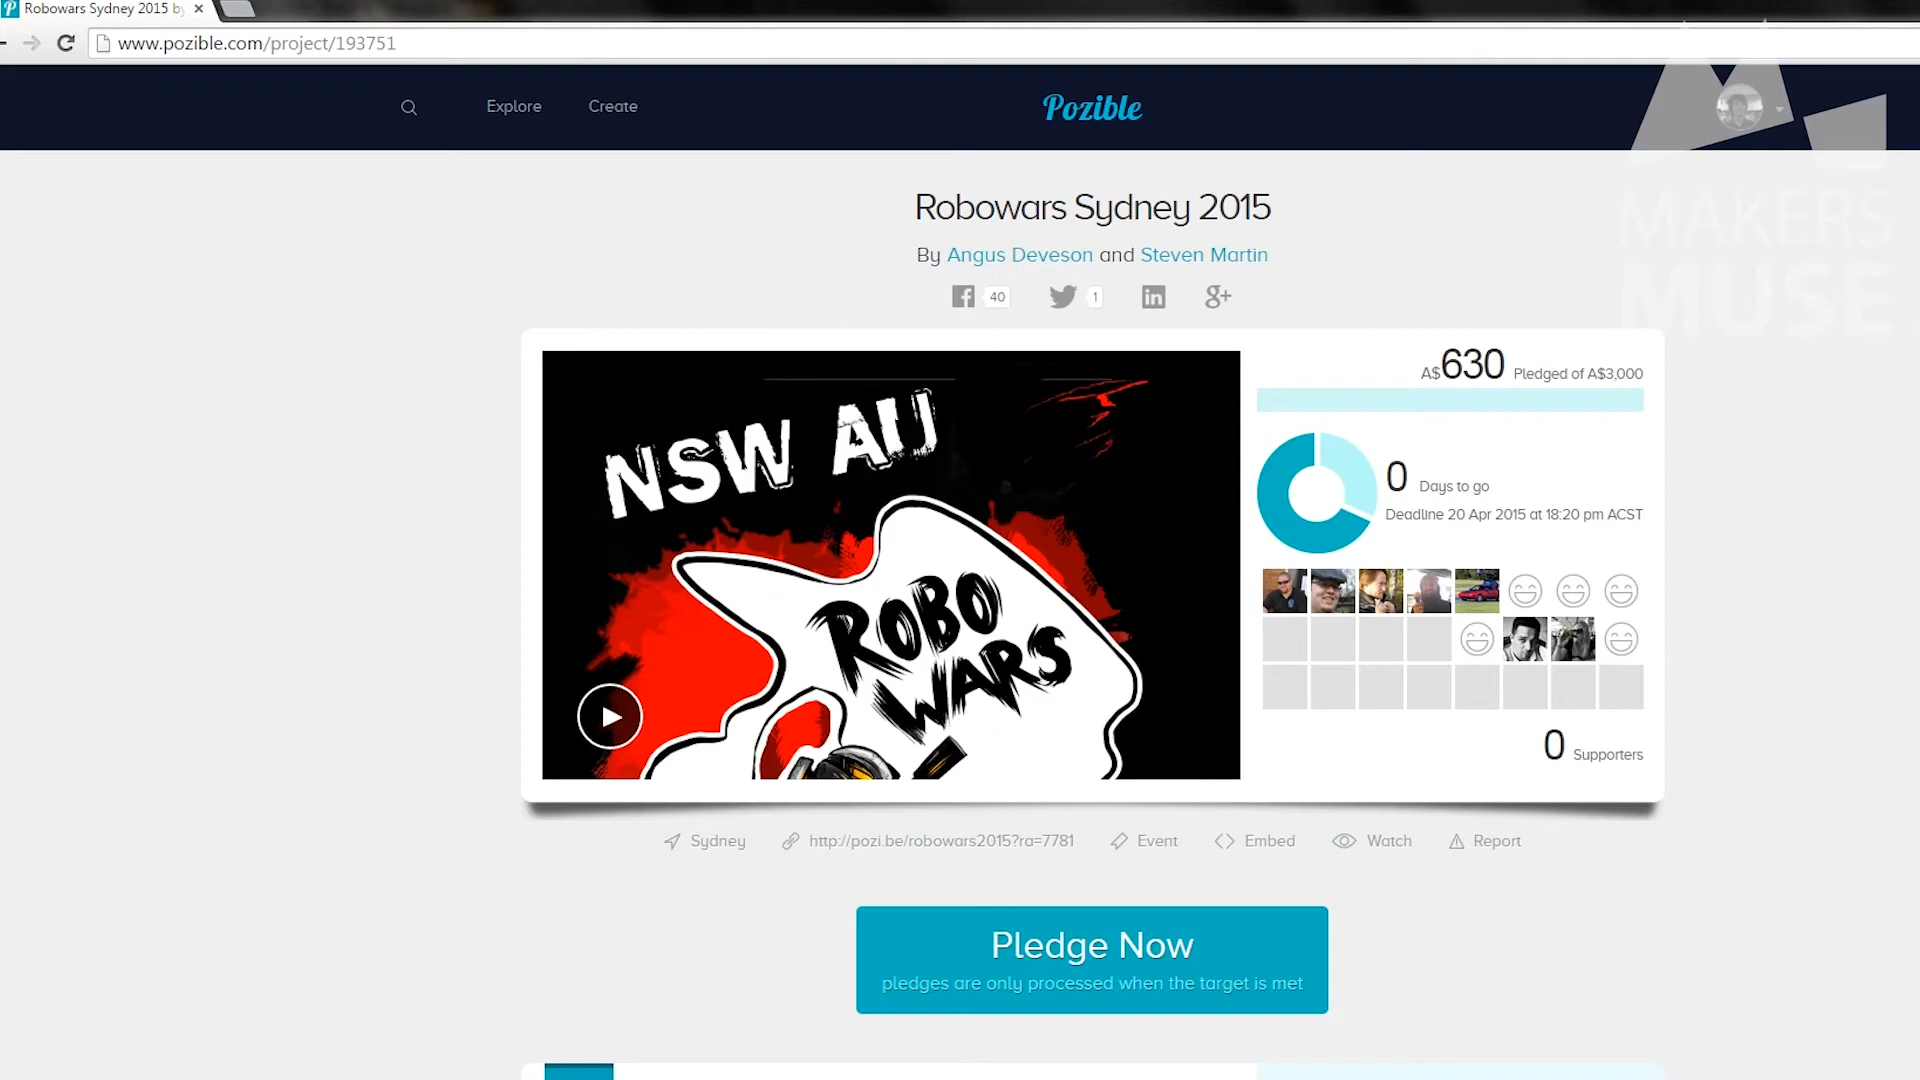 Robowars Sydney 2015 by
www.pozible.com/project/193751
Explore
Create
Pozible
MAKERS
MUSE
Robowars Sydney 2015
By Angus Deveson and Steven Martin
40
1
A$630 Pledged of A$3,000
NSW AU
ROBO
WARS
0 Days to go
Deadline 20 Apr 2015 at 18:20 pm ACST
0 Supporters
Sydney
http://pozi.be/robowars2015?ra=7781
Event
Embed
Watch
Report
Pledge Now
pledges are only processed when the target is met